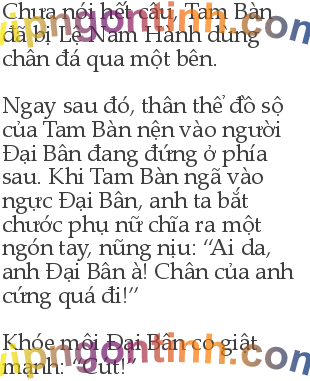 Chưa nói hết câu, Tam Bàn
đã bị Lệ Nam Hành dùng
chân đá qua một bên.
Ngay sau đó, thân thể đồ sộ
của Tam Bàn nện vào người
Đại Bân đang đứng ở phía
sau. Khi Tam Bàn ngã vào
ngực Đại Bân, anh ta bắt
chước phụ nữ chĩa ra một
ngón tay, nũng nịu: “Ai da,
anh Đại Bân à! Chân của anh
cứng quá đi!”
Khóe môi Đại Bân co giật
mạnh: “Cút!”
vipngontinh.com
vipngontinh.com